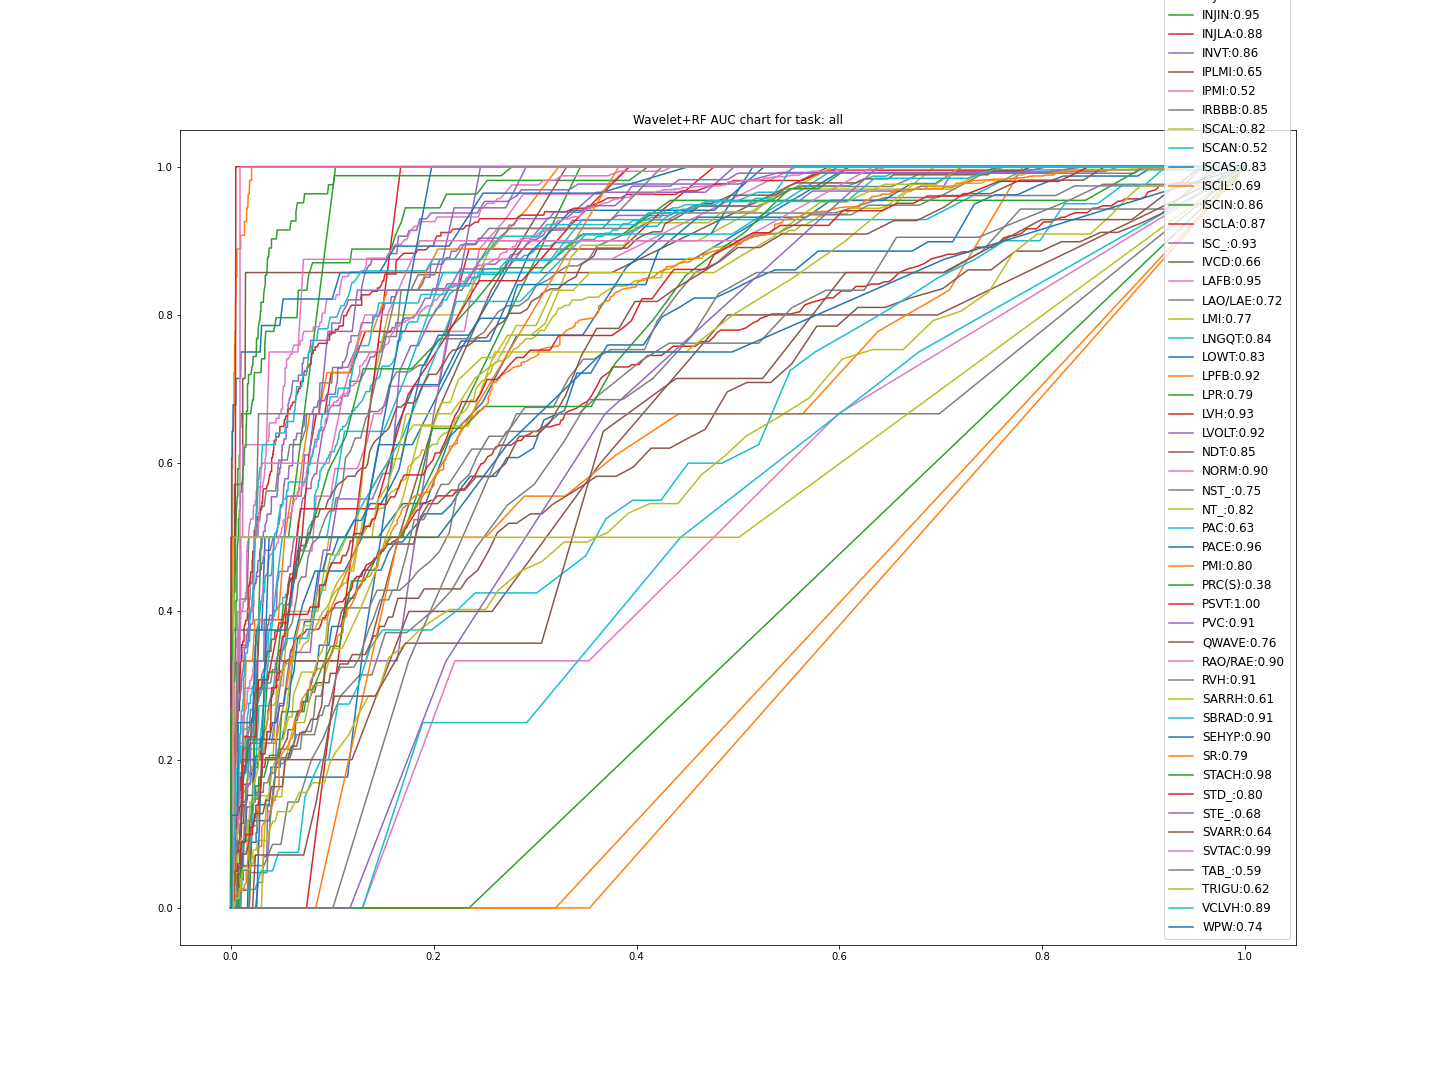 INJIN:0.95
INJLA:0.88
INVT:0.86
IPLMI:0.65
IPMI:0.52
IRBBB:0.85
Wavelet+RF AUC chart for task: all
ISCAL:0.82
ISCAN:0.52
ISCAS:0.83
ISCIL:0.69
ISCIN:0.86
ISCLA:0.87
ISC_:0.93
IVCD:0.66
LAFB:0.95
LAO/LAE:0.72
LMI:0.77
LNGQT:0.84
LOWT:0.83
LPFB:0.92
LPR:0.79
LVH:0.93
LVOLT:0.92
NDT:0.85
NORM:0.90
NST_:0.75
NT_:0.82
PAC:0.63
PACE:0.96
PMI:0.80
PRC(S):0.38
PSVT:1.00
PVC:0.91
QWAVE:0.76
RAO/RAE:0.90
RVH:0.91
SARRH:0.61
SBRAD:0.91
SEHYP:0.90
SR:0.79
STACH:0.98
STD_:0.80
STE_:0.68
SVARR:0.64
SVTAC:0.99
TAB_:0.59
TRIGU:0.62
VCLVH:0.89
WPW:0.74
1.0
0.8
0.6
0.4
0.2
0.0
0.0 0.2 0.4 0.6 0.8 1.0